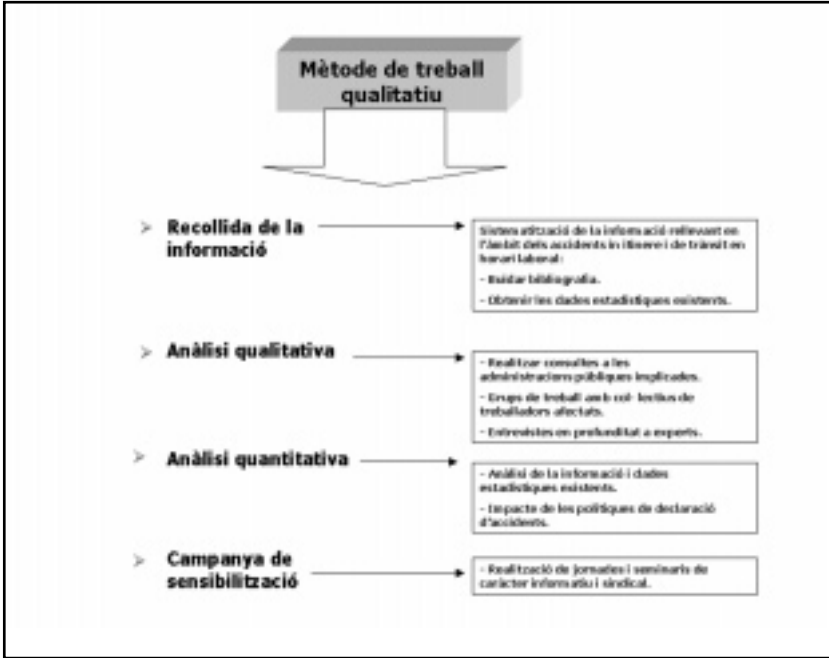 Mètode de treball
qualitatiu
Recollida de la
informació
Sistematització de la informació rellevant en
l'àmbit dels accidents in itinere i de trànsit en
horari laboral:
- Buidar bibliografia.
- Obtenir les dades estadístiques existents.
Anàlisi qualitativa
- Realitzar consultes a les
administracions públiques implicades.
- Grups de treball amb col· lectius de
treballadors afectats.
- Entrevistes en profunditat a experts.
Anàlisi quantitativa
- Anàlisi de la informació i dades
estadístiques existents.
- Impacte de les polítiques de declaració
d'accidents.
Campanya de
sensibilització
- Realització de jornades i seminaris de
caràcter informatiu i sindical.